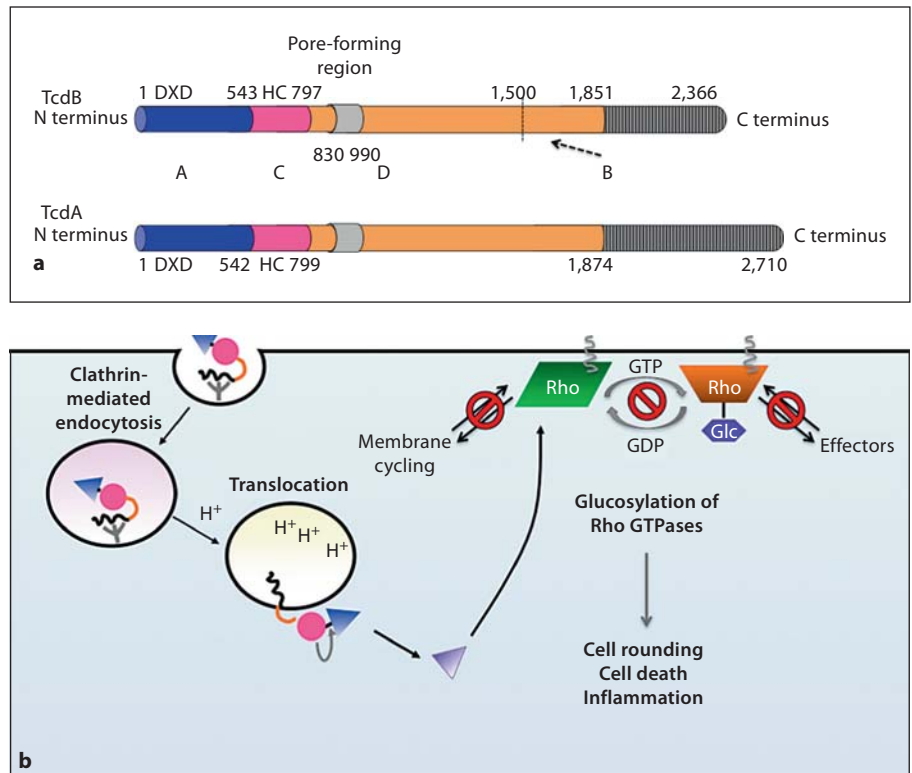 Pore-forming
region
TcdB
N terminus
1 DXD 543 HC 797 1,500 1,851 2,366
C terminus
830 990
A C D B
TcdA
N terminus
C terminus
1 DXD 542 HC 799 1,874 2,710
a
Clathrin-
mediated
endocytosis
H+
Translocation
H+ H+ H+
Membrane
cycling
Rho
GTP
GDP
Rho
Glc
Effectors
Glucosylation of
Rho GTPases
Cell rounding
Cell death
Inflammation
b